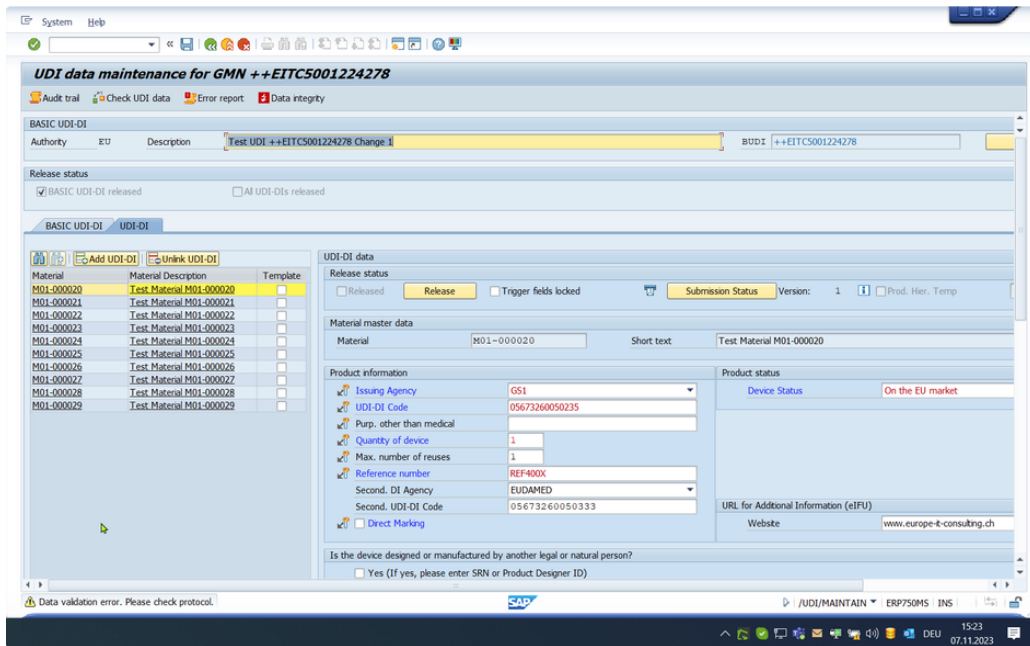 System Help
UDI data maintenance for GMN ++EITC5001224278
Audit trail Check UDI data Error report Data integrity
BASIC UDI-DI
Authority EU Description Test UDI ++EITC5001224278 Change 1 BUDI ++EITC5001224278
Release status
BASIC UDI-DI released All UDI-DIs released
BASIC UDI-DI UDI-DI
Add UDI-DI Unlink UDI-DI
Material Material Description Template
M01-000020 Test Material M01-000020
M01-000021 Test Material M01-000021
M01-000022 Test Material M01-000022
M01-000023 Test Material M01-000023
M01-000024 Test Material M01-000024
M01-000025 Test Material M01-000025
M01-000026 Test Material M01-000026
M01-000027 Test Material M01-000027
M01-000028 Test Material M01-000028
M01-000029 Test Material M01-000029
UDI-DI data
Release status
Released Release Trigger fields locked Submission Status Version: 1 Prod. Hier. Temp
Material master data
Material M01-000020 Short text Test Material M01-000020
Product information
Issuing Agency GS1
UDI-DI Code 05673260050235
Purp. other than medical
Quantity of device 1
Max. number of reuses 1
Reference number REF400X
Second. DI Agency EUDAMED
Second. UDI-DI Code 05673260050333
Direct Marking
Product status
Device Status On the EU market
URL for Additional Information (eIFU)
Website www.europe-it-consulting.ch
Is the device designed or manufactured by another legal or natural person?
Yes (If yes, please enter SRN or Product Designer ID)
Data validation error. Please check protocol.
SAP
/UDI/MAINTAIN ERP750MS INS
DEU
15:23
07.11.2023